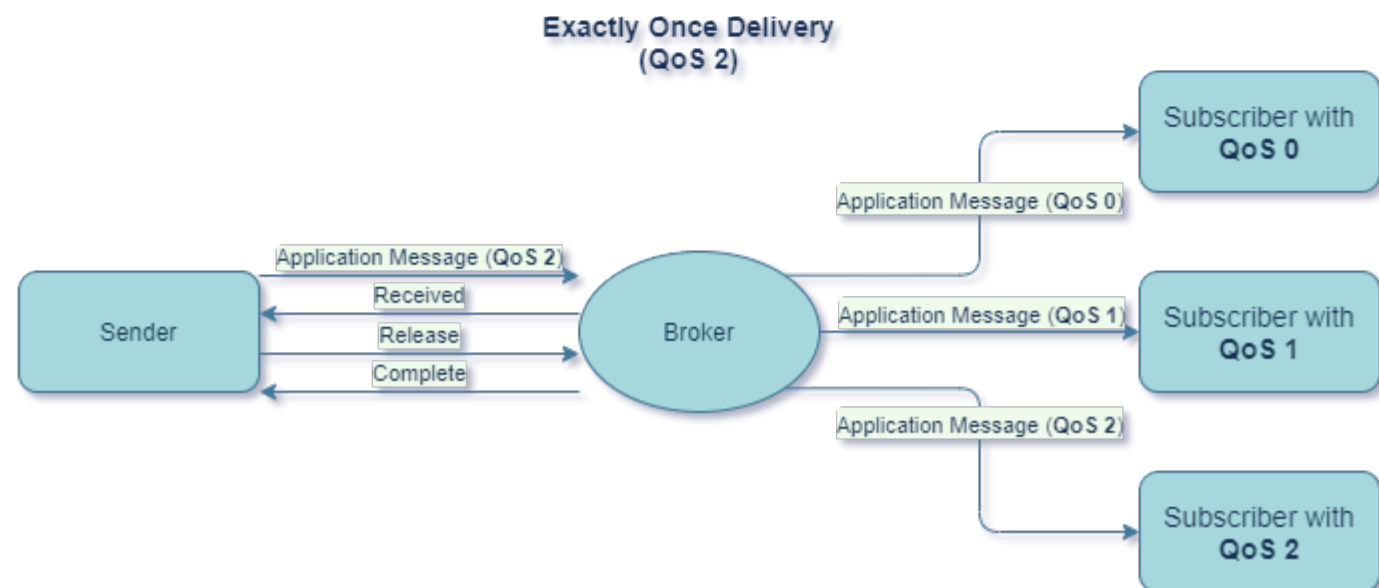 Exactly Once Delivery
(QoS 2)
Subscriber with
QoS 0
Application Message (QoS 0)
Application Message (QoS 2)
Received
Release
Complete
Sender
Broker
Application Message (QoS 1)
Subscriber with
QoS 1
Application Message (QoS 2)
Subscriber with
QoS 2